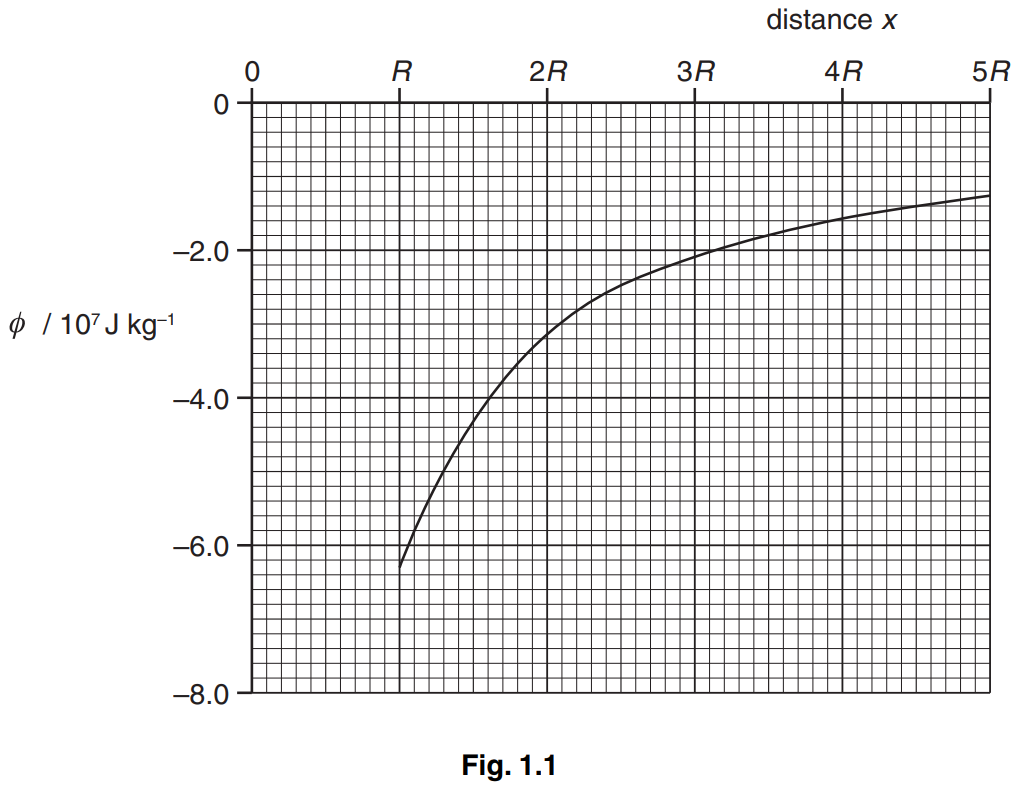 distance x
0 R 2R 3R 4R 5R
0
–2.0
ϕ / 10⁷ J kg⁻¹
–4.0
–6.0
–8.0
Fig. 1.1